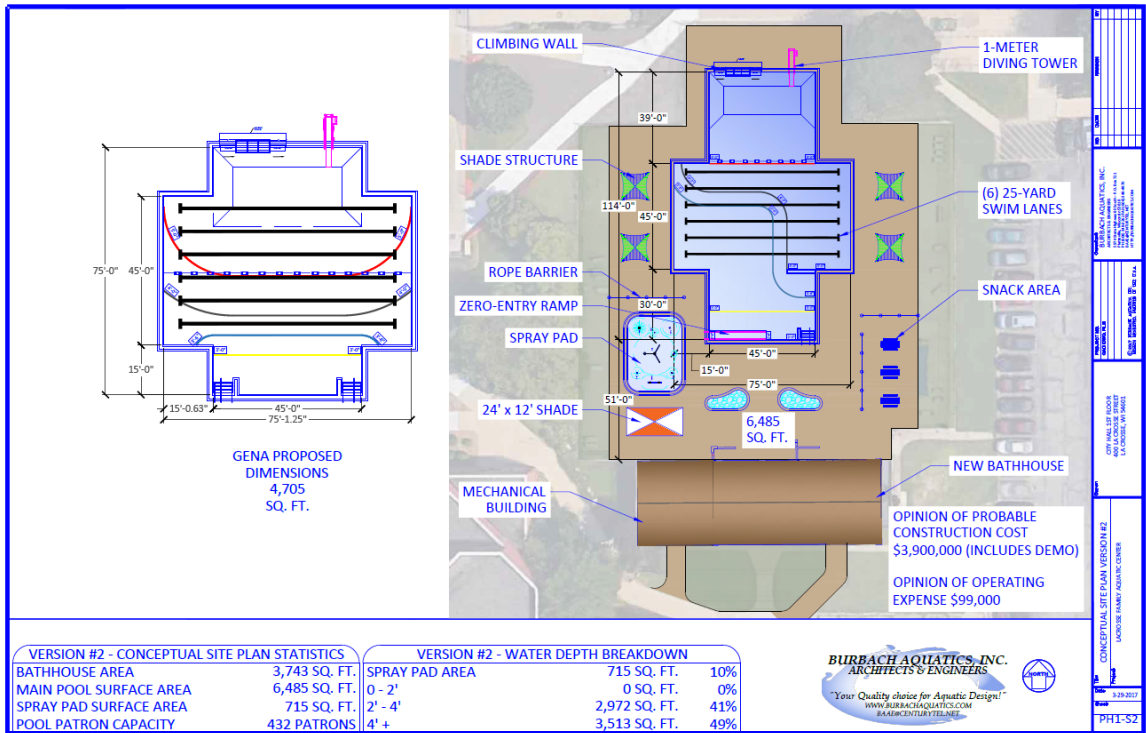 CLIMBING WALL
1-METER
DIVING TOWER
39'-0"
SHADE STRUCTURE
114'-0"
45'-0"
(6) 25-YARD
SWIM LANES
ROPE BARRIER
30'-0"
ZERO-ENTRY RAMP
SNACK AREA
SPRAY PAD
45'-0"
15'-0"
75'-0"
51'-0"
24' x 12' SHADE
6,485
SQ. FT.
75'-0"
45'-0"
15'-0"
15'-0.63"
45'-0"
75'-1.25"
GENA PROPOSED
DIMENSIONS
4,705
SQ. FT.
MECHANICAL
BUILDING
NEW BATHHOUSE
OPINION OF PROBABLE
CONSTRUCTION COST
$3,900,000 (INCLUDES DEMO)
OPINION OF OPERATING
EXPENSE $99,000
VERSION #2 - CONCEPTUAL SITE PLAN STATISTICS
BATHHOUSE AREA 3,743 SQ. FT.
MAIN POOL SURFACE AREA 6,485 SQ. FT.
SPRAY PAD SURFACE AREA 715 SQ. FT.
POOL PATRON CAPACITY 432 PATRONS
VERSION #2 - WATER DEPTH BREAKDOWN
SPRAY PAD AREA 715 SQ. FT. 10%
0 - 2' 0 SQ. FT. 0%
2' - 4' 2,972 SQ. FT. 41%
4' + 3,513 SQ. FT. 49%
BURBACH AQUATICS, INC.
ARCHITECTS & ENGINEERS
"Your Quality choice for Aquatic Design!"
WWW.BURBACHAQUATICS.COM
BAAE@CENTURYTEL.NET
NORTH
BURBACH AQUATICS, INC.
ARCHITECTS & ENGINEERS
CITY HALL 1ST FLOOR
400 LA CROSSE STREET
LA CROSSE, WI 54601
CONCEPTUAL SITE PLAN VERSION #2
LACROSSE FAMILY AQUATIC CENTER
Date
3-29-2017
PH1-S2